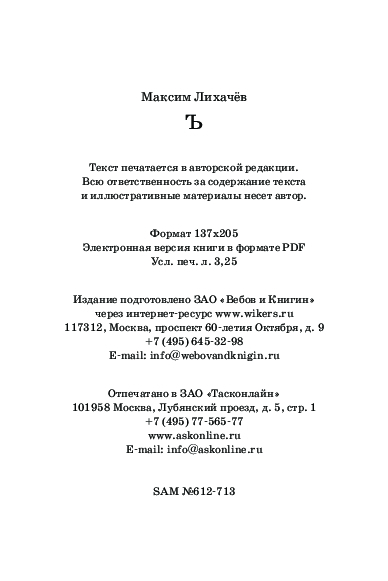 Максим Лихачёв
Ъ
Текст печатается в авторской редакции.
Всю ответственность за содержание текста
и иллюстративные материалы несет автор.
Формат 137х205
Электронная версия книги в формате PDF
Усл. печ. л. 3,25
Издание подготовлено ЗАО «Вебов и Книгин»
через интернет-ресурс www.wikers.ru
117312, Москва, проспект 60-летия Октября, д. 9
+7 (495) 645-32-98
E-mail: info@webovandknigin.ru
Отпечатано в ЗАО «Тасконлайн»
101958 Москва, Лубянский проезд, д. 5, стр. 1
+7 (495) 77-565-77
www.askonline.ru
E-mail: info@askonline.ru
SAM №612-713